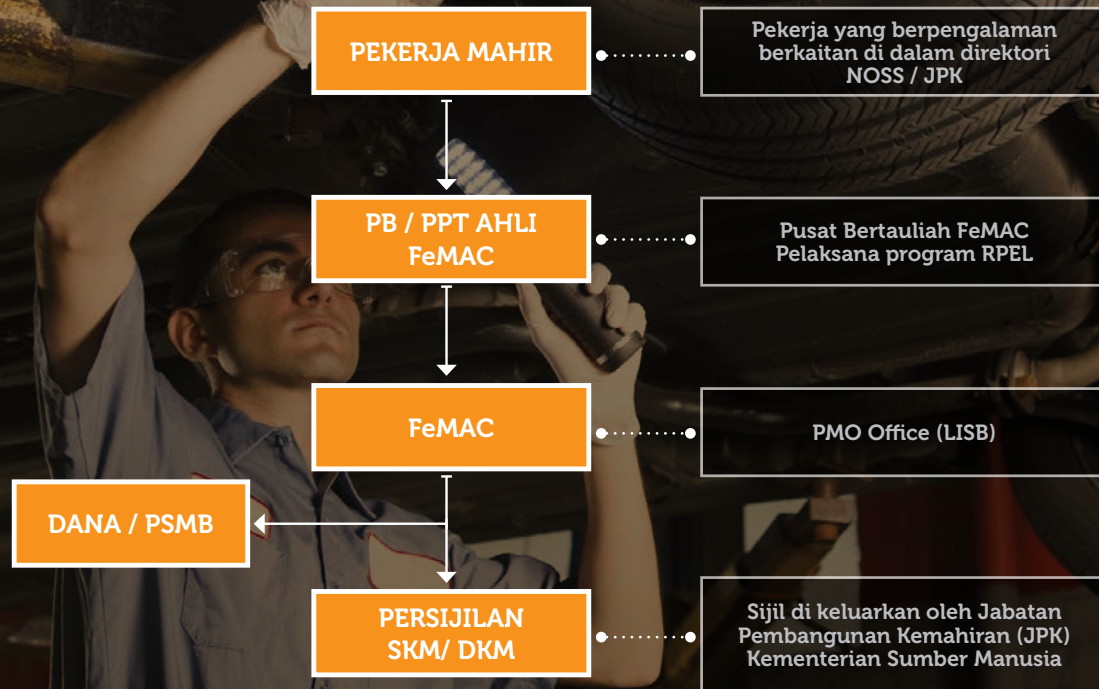 PEKERJA MAHIR
Pekerja yang berpengalaman
berkaitan di dalam direktori
NOSS / JPK
PB / PPT AHLI
FeMAC
Pusat Bertauliah FeMAC
Pelaksana program RPEL
FeMAC
PMO Office (LISB)
DANA / PSMB
PERSIJILAN
SKM/ DKM
Sijil di keluarkan oleh Jabatan
Pembangunan Kemahiran (JPK)
Kementerian Sumber Manusia